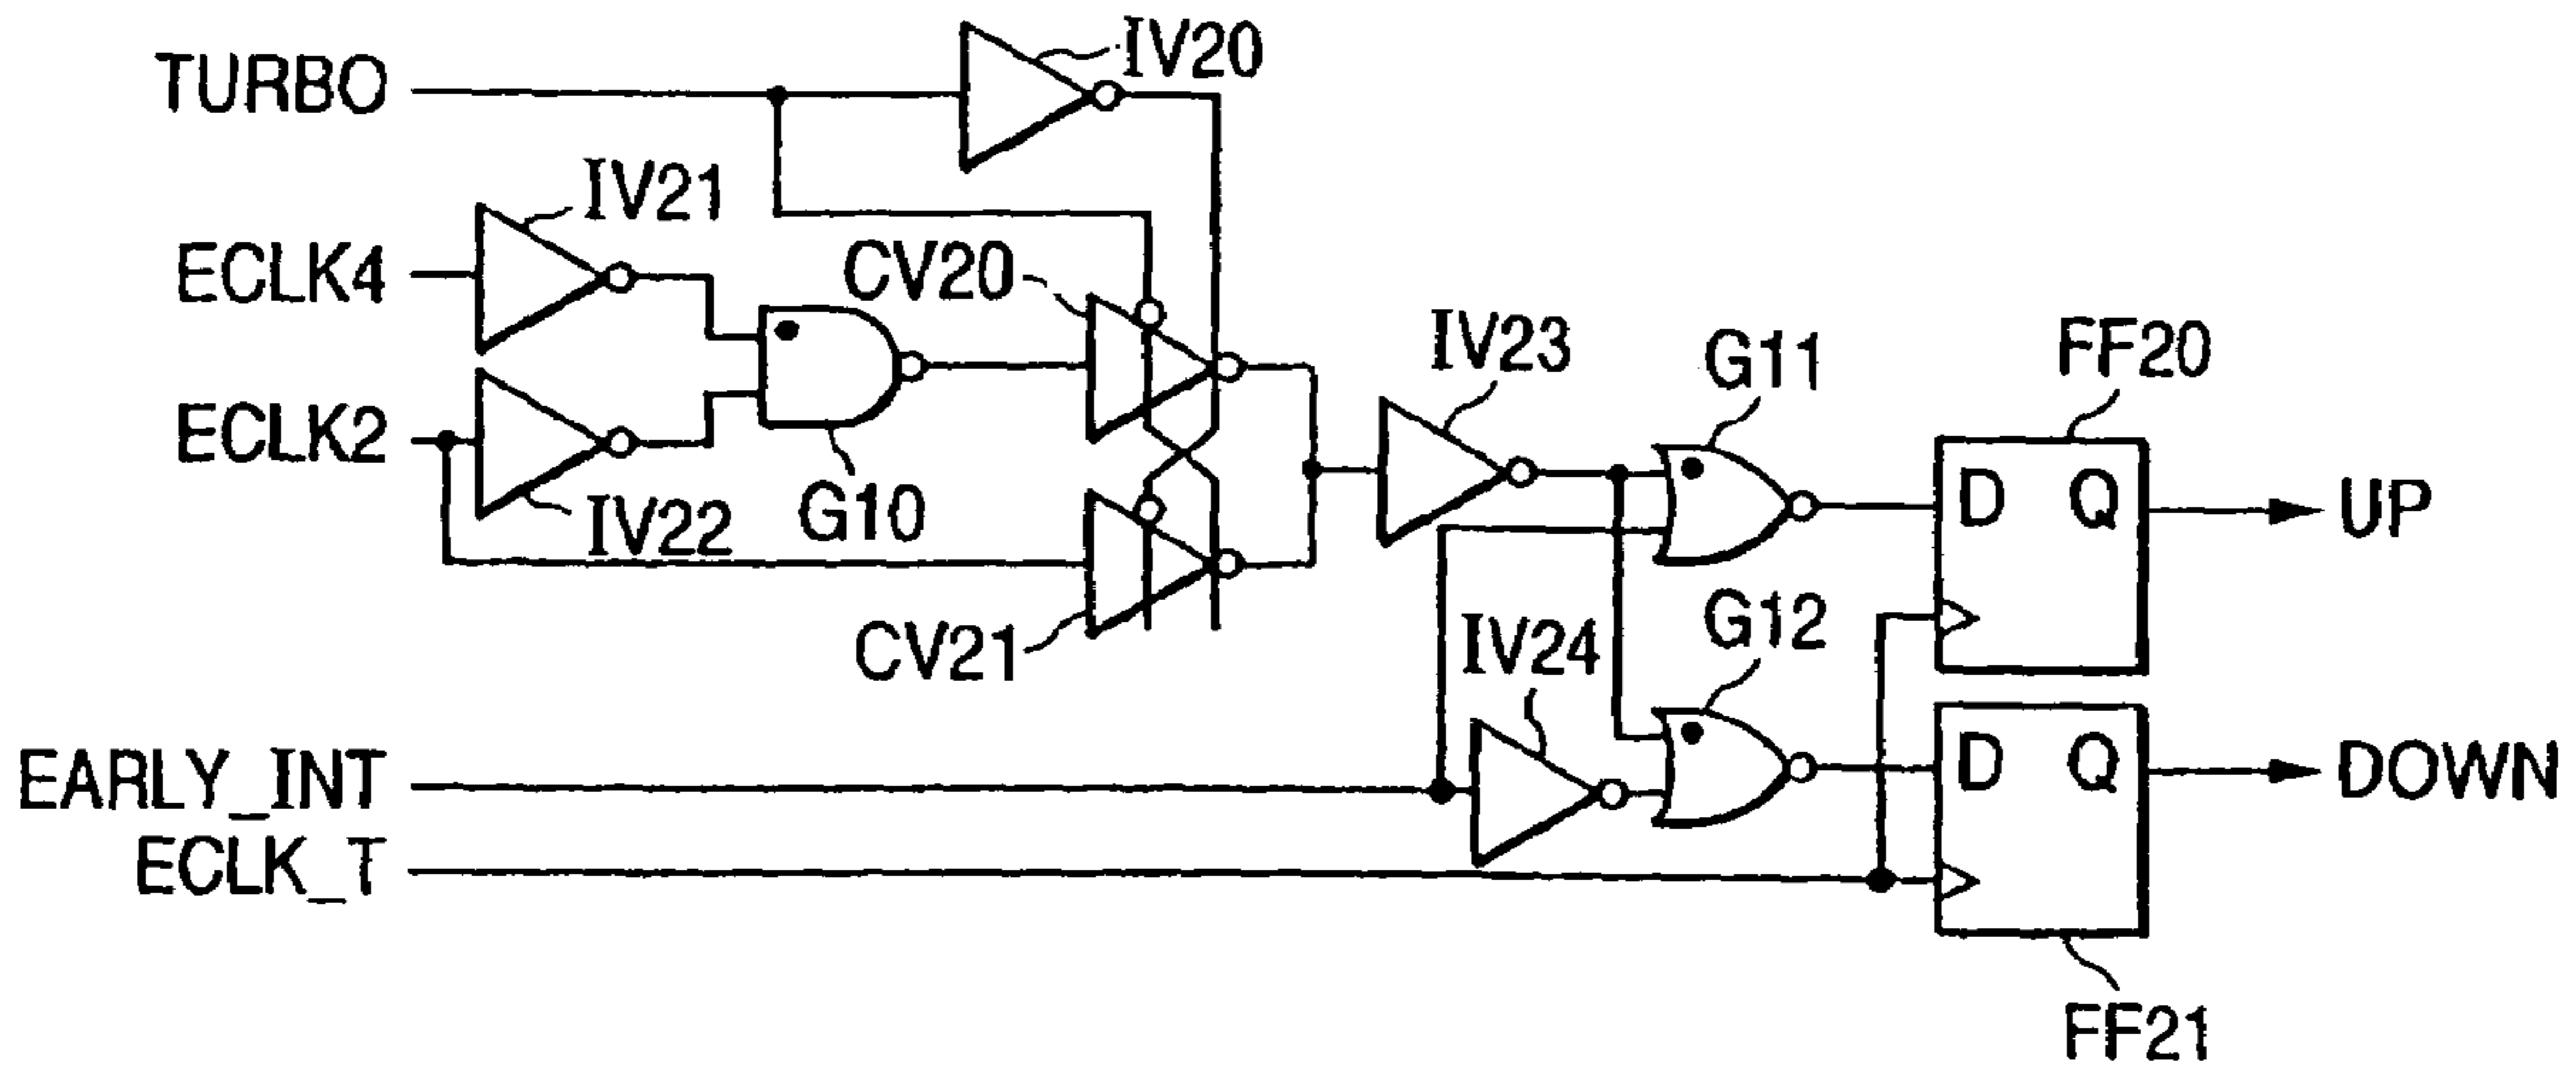 TURBO
IV20
IV21
ECLK4
CV20
IV23
G11
FF20
ECLK2
IV22
G10
D Q
UP
CV21
IV24
G12
EARLY_INT
D Q
DOWN
ECLK_T
FF21